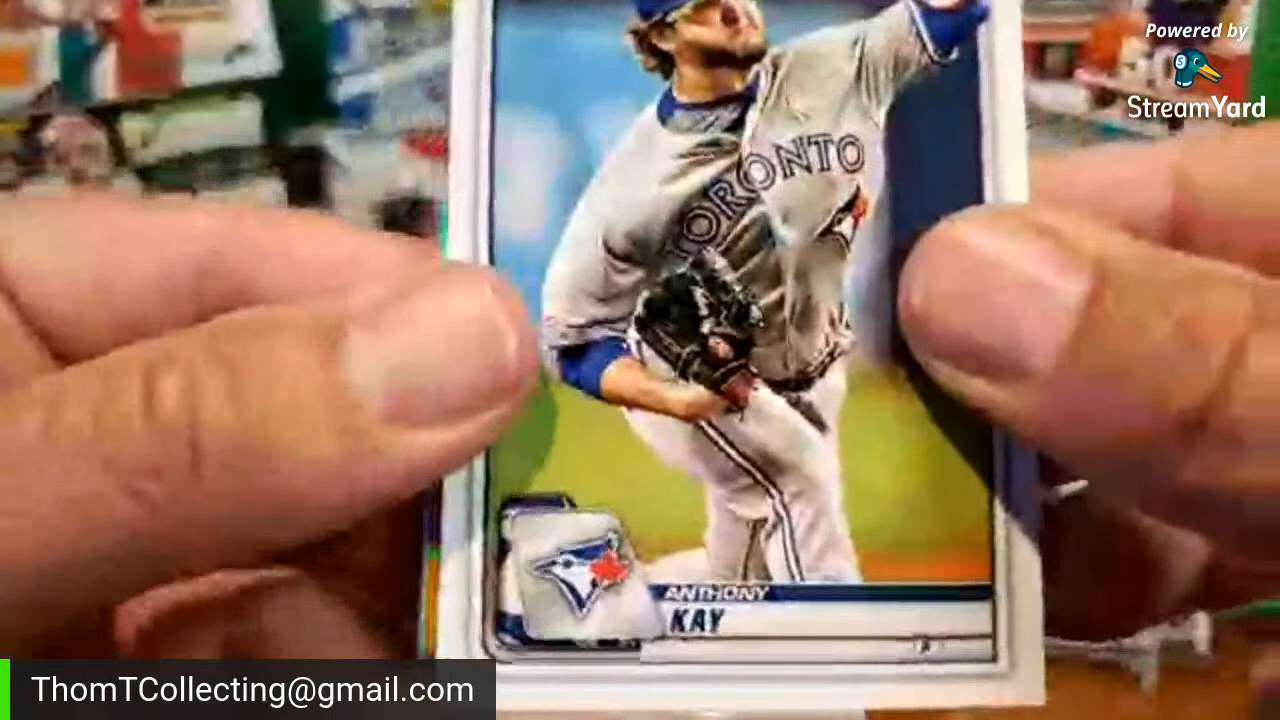 Powered by
StreamYard
TORONTO
ANTHONY
KAY
P
ThomTCollecting@gmail.com